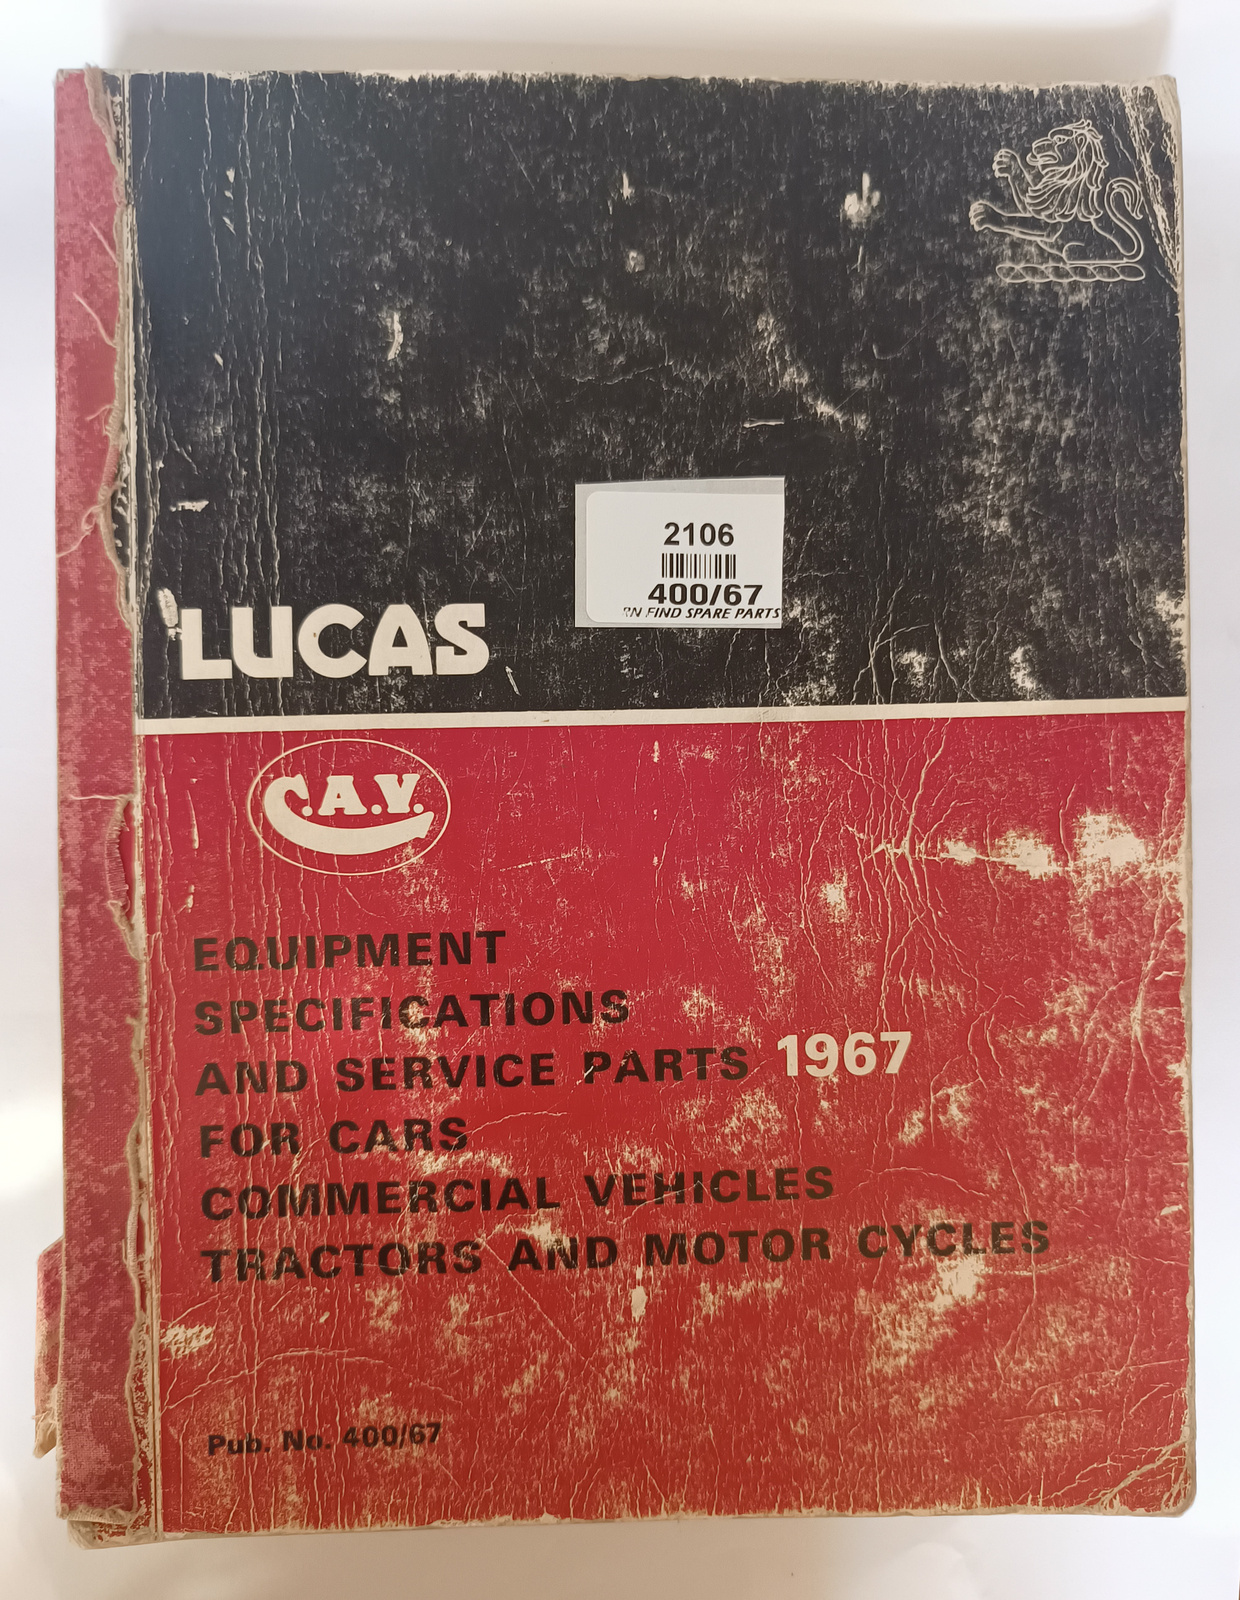 2106
400/67
FIND SPARE PARTS
LUCAS
C.A.V.
EQUIPMENT
SPECIFICATIONS
AND SERVICE PARTS 1967
FOR CARS
COMMERCIAL VEHICLES
TRACTORS AND MOTOR CYCLES
Pub. No. 400/67